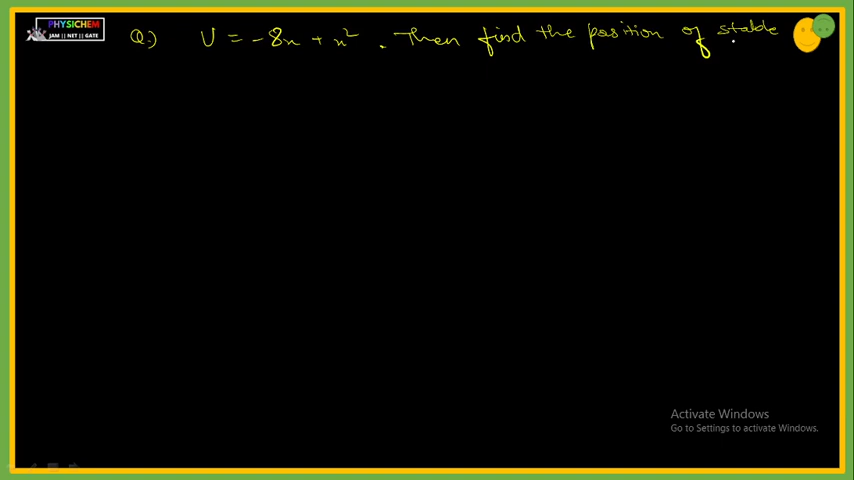 PHYSICHEM
JAM || NET || GATE
Q.) U = -8x + x². Then find the position of stable
Activate Windows
Go to Settings to activate Windows.